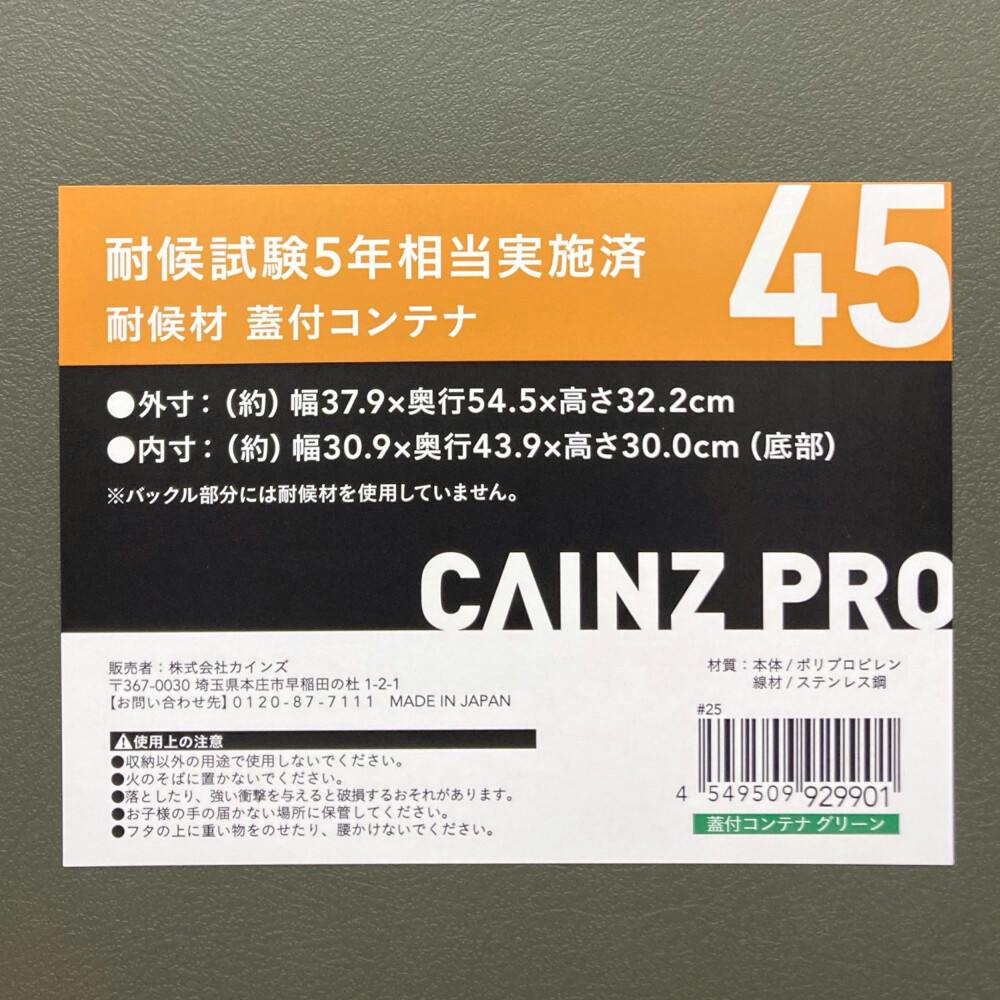 耐候試験5年相当実施済
耐候材 蓋付コンテナ
45
●外寸:(約) 幅37.9×奥行54.5×高さ32.2cm
●内寸:(約) 幅30.9×奥行43.9×高さ30.0cm (底部)
※バックル部分には耐候材を使用していません。
CAINZ PRO
販売者:株式会社カインズ
〒367-0030 埼玉県本庄市早稲田の杜 1-2-1
【お問い合わせ先】0120-87-7111 MADE IN JAPAN
⚠使用上の注意
●収納以外の用途で使用しないでください。
●火のそばに置かないでください。
●落としたり、強い衝撃を与えると破損するおそれがあります。
●お子様の手の届かない場所に保管してください。
●フタの上に重い物をのせたり、腰かけないでください。
材質:本体/ポリプロピレン
線材/ステンレス鋼
#25
4 549509 929901
蓋付コンテナ グリーン